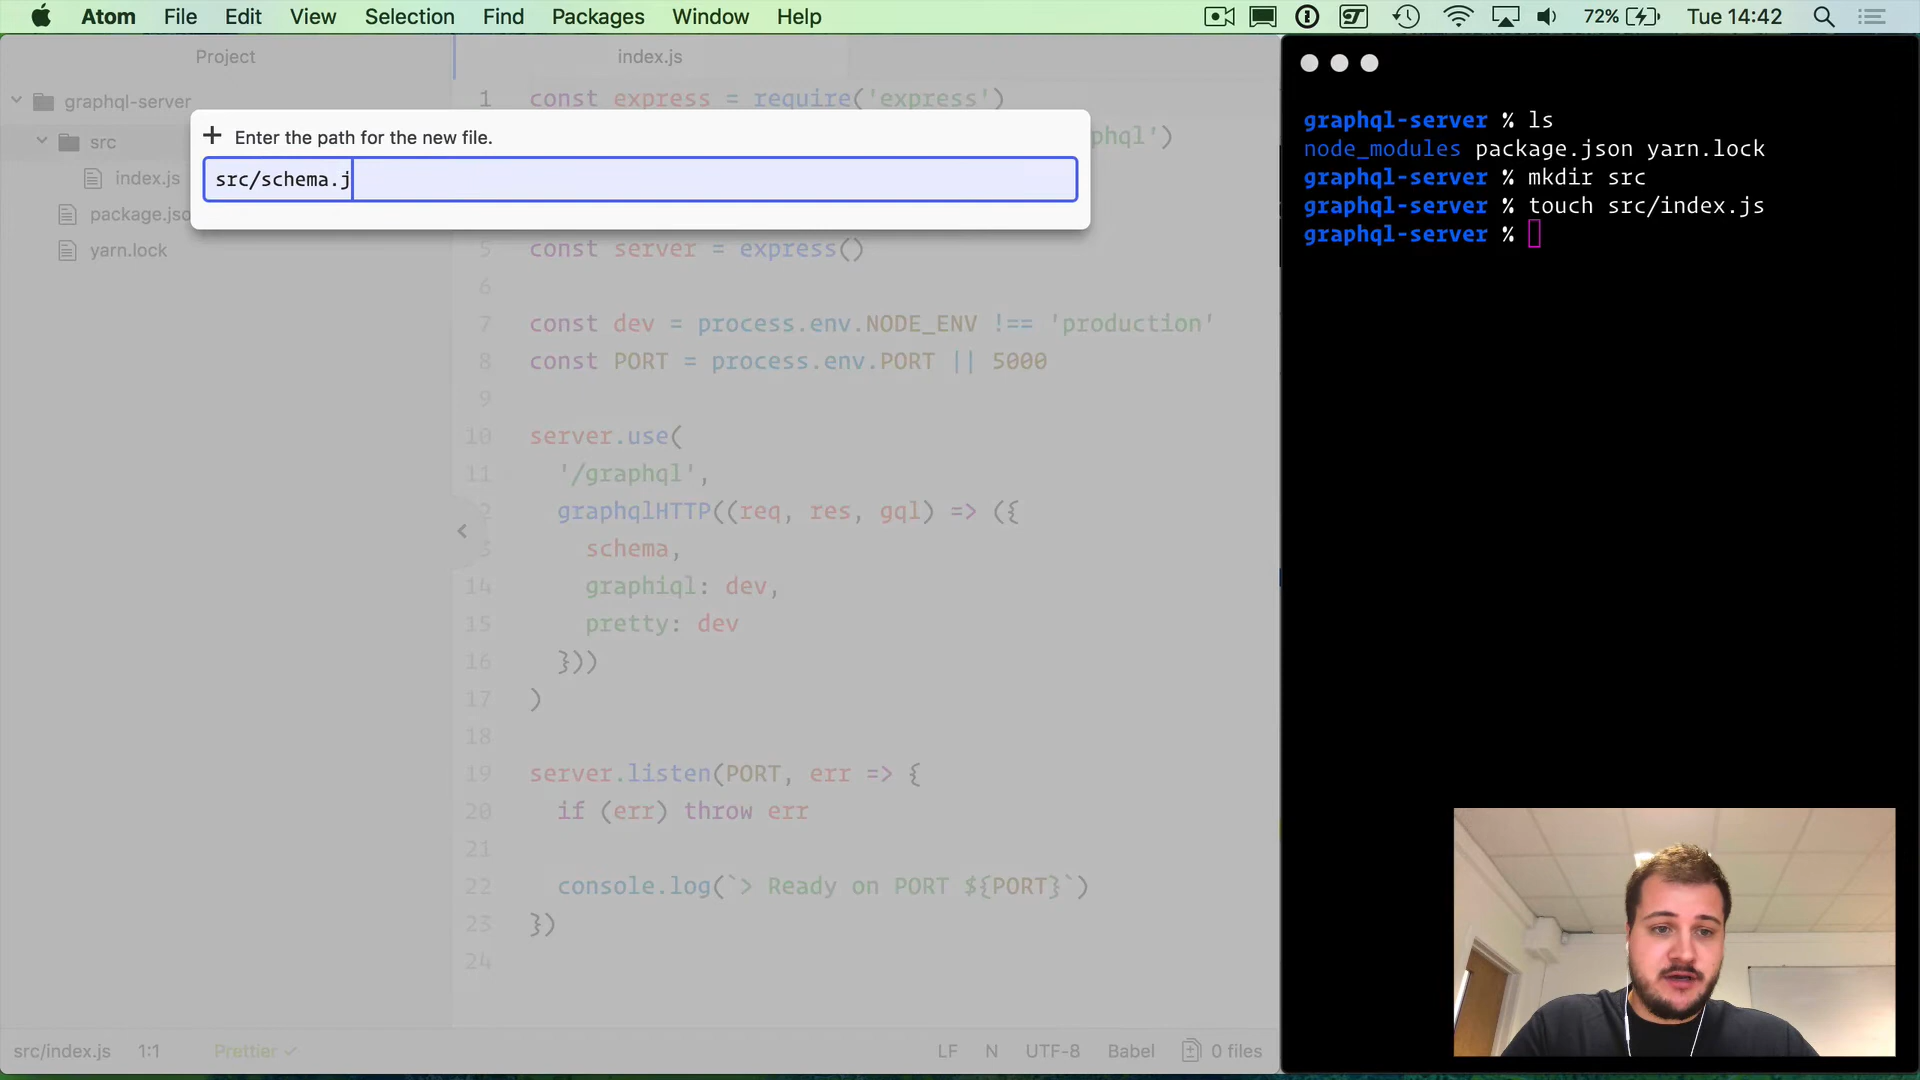 Atom File Edit View Selection Find Packages Window Help
72% Tue 14:42
Project
graphql-server
src
index.js
package.jso
yarn.lock
index.js
Enter the path for the new file.
src/schema.j
1 const express = require('express')
phql')
5 const server = express()
6
7 const dev = process.env.NODE_ENV !== 'production'
8 const PORT = process.env.PORT || 5000
9
10 server.use(
11 '/graphql',
2 graphqlHTTP((req, res, gql) => ({
3 schema,
14 graphiql: dev,
15 pretty: dev
16 }))
17 )
18
19 server.listen(PORT, err => {
20 if (err) throw err
21
22 console.log(`> Ready on PORT ${PORT}`)
23 })
24
src/index.js 1:1 Prettier ✓ LF N UTF-8 Babel 0 files
graphql-server % ls
node_modules package.json yarn.lock
graphql-server % mkdir src
graphql-server % touch src/index.js
graphql-server %